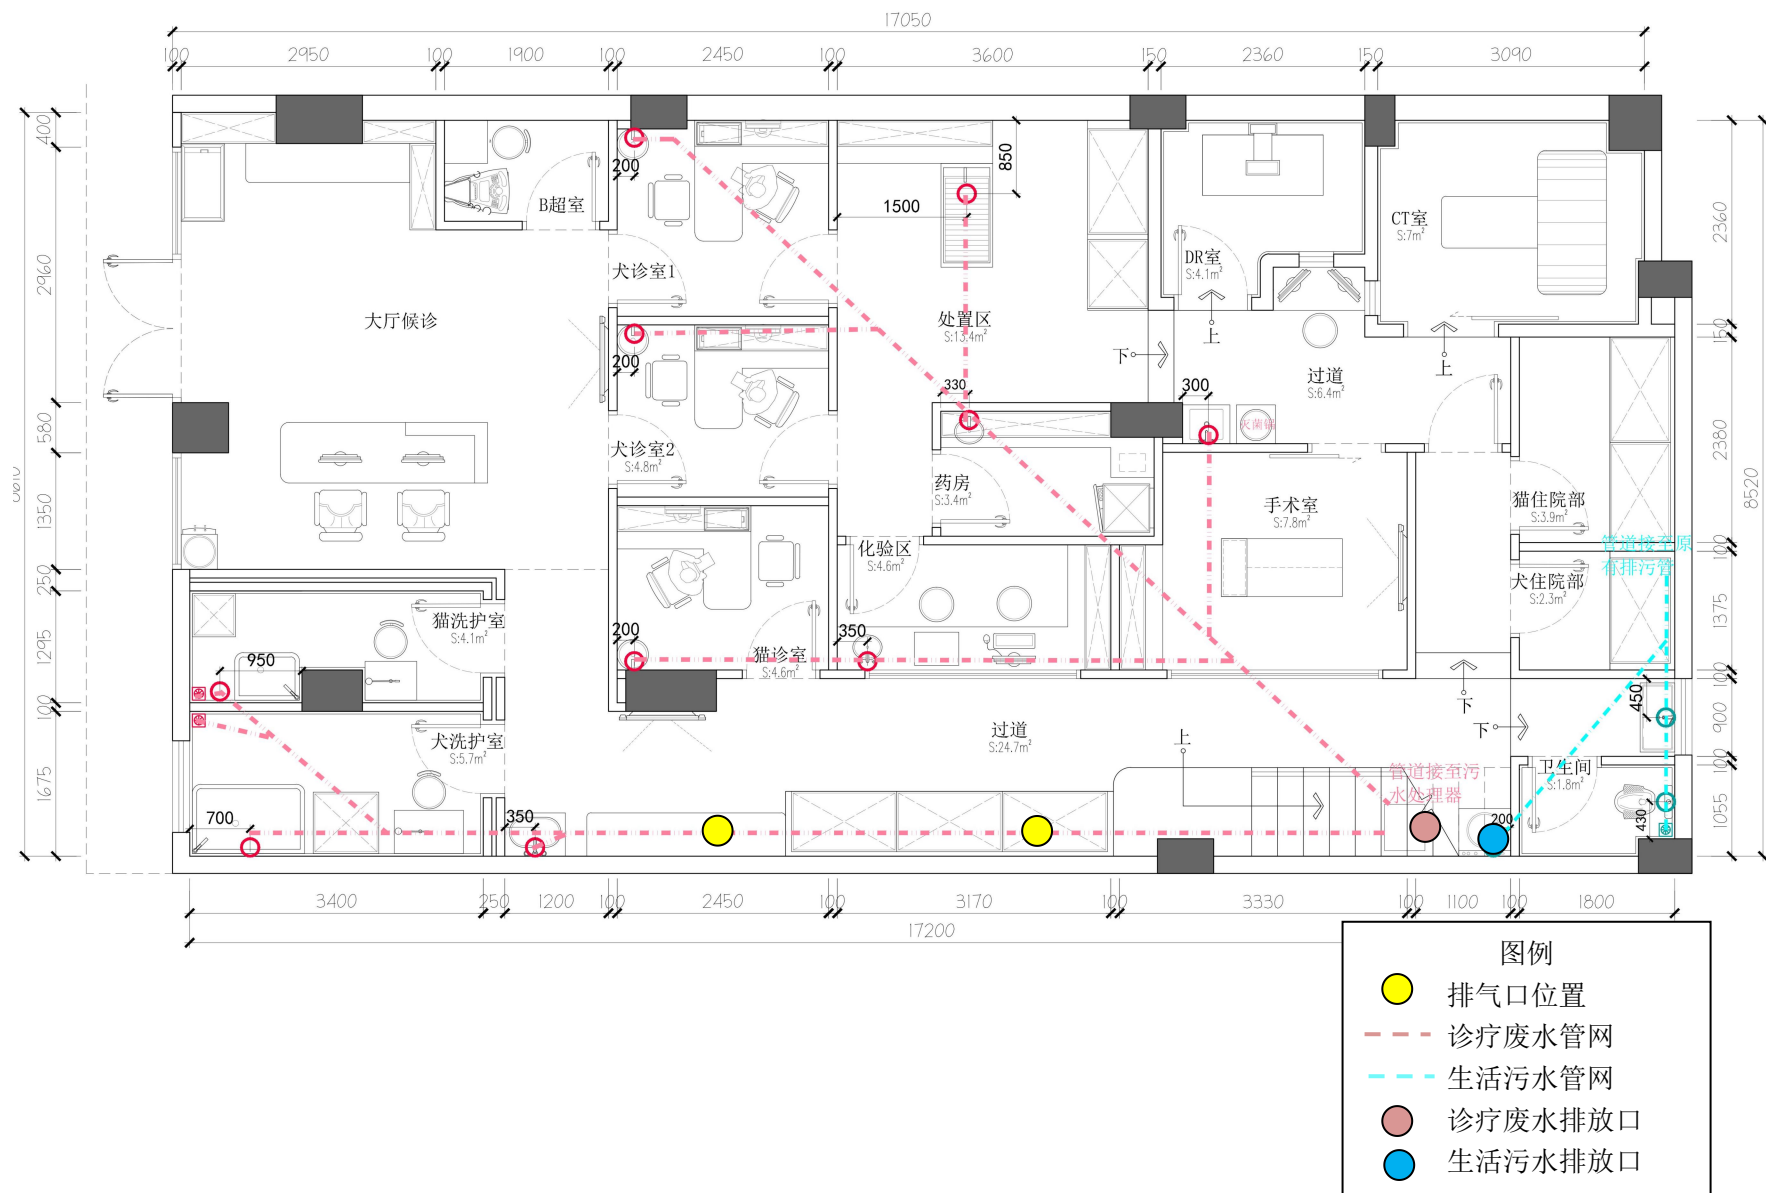 17050
100 2950 100 1900 100 2450 100 3600 150 2360 150 3090
400
2960
580
1350
250
1295
100
1675
850
200
1500
B超室
犬诊室1
CT室
S:7m²
DR室
S:4.1m²
大厅候诊
处置区
S:13.4m²
上
上
下
过道
S:6.4m²
200
330
300
灭菌锅
犬诊室2
S:4.8m²
药房
S:3.4m²
手术室
S:7.8m²
猫住院部
S:3.9m²
管道接至原
有排污管
犬住院部
S:2.3m²
化验区
S:4.6m²
猫洗护室
S:4.1m²
950
200
350
猫诊室
S:4.6m²
下
450
犬洗护室
S:5.7m²
过道
S:24.7m²
上
下
管道接至污
水处理器
卫生间
S:1.8m²
700
350
200
430
2360
150
2380
100
1375
100
900
100
1055
8520
3400 250 1200 100 2450 100 3170 100 3330 100 1100 100 1800
17200
图例
排气口位置
诊疗废水管网
生活污水管网
诊疗废水排放口
生活污水排放口